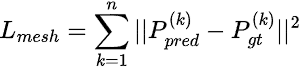 $L_{mesh} = \sum_{k=1}^{n} ||P_{pred}^{(k)} - P_{gt}^{(k)}||^2$